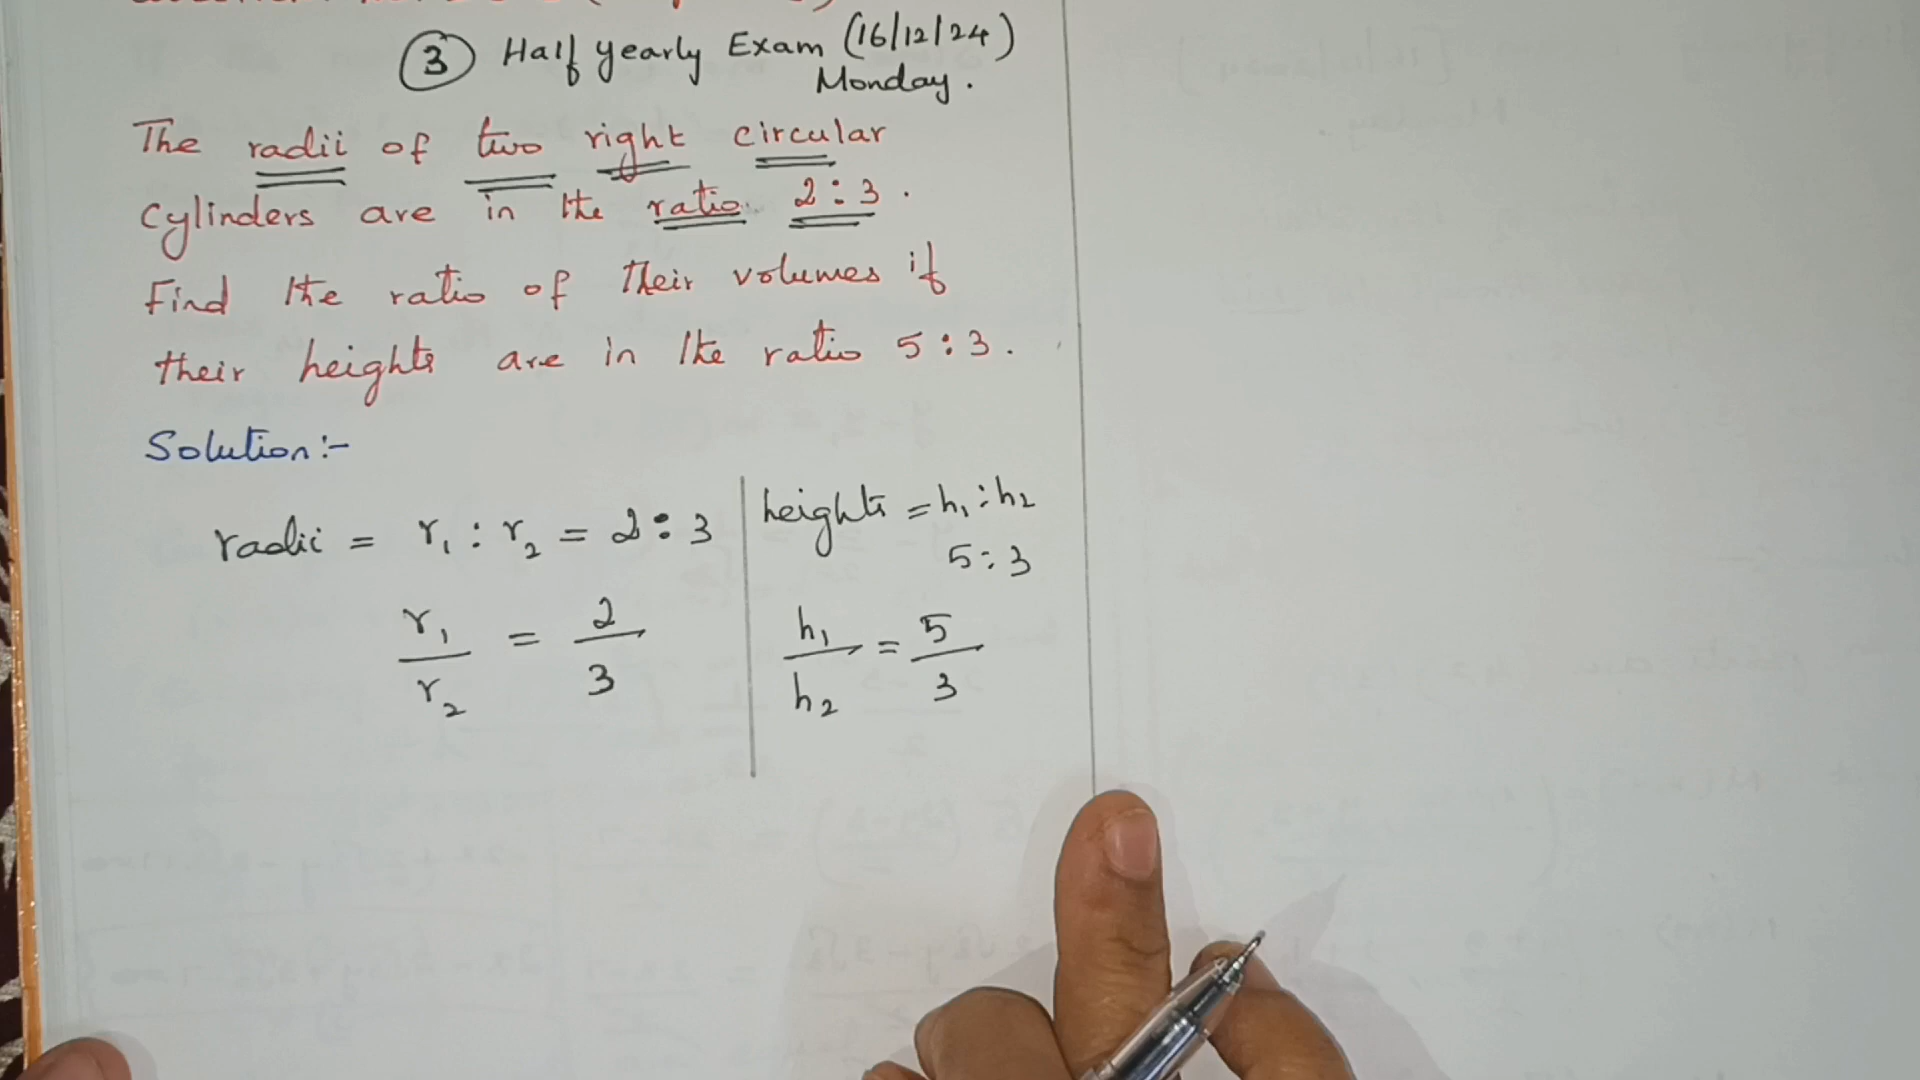 3 Half yearly Exam (16/12/24)
Monday.
The radii of two right circular
Cylinders are in the ratio 2:3.
Find the ratio of their volumes if
their heights are in the ratio 5:3.
Solution:-
radii = r₁ : r₂ = 2:3
r₁/r₂ = 2/3
heights = h₁:h₂
5:3
h₁/h₂ = 5/3